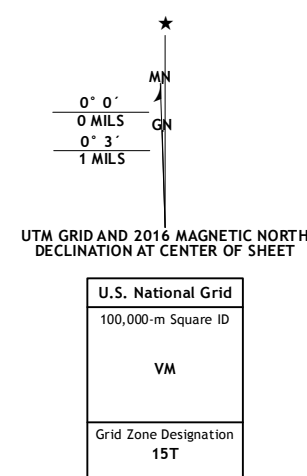 ★
MN
0° 0´
0 MILS
GN
0° 3´
1 MILS
UTM GRID AND 2016 MAGNETIC NORTH
DECLINATION AT CENTER OF SHEET
U.S. National Grid
100,000-m Square ID
VM
Grid Zone Designation
15T